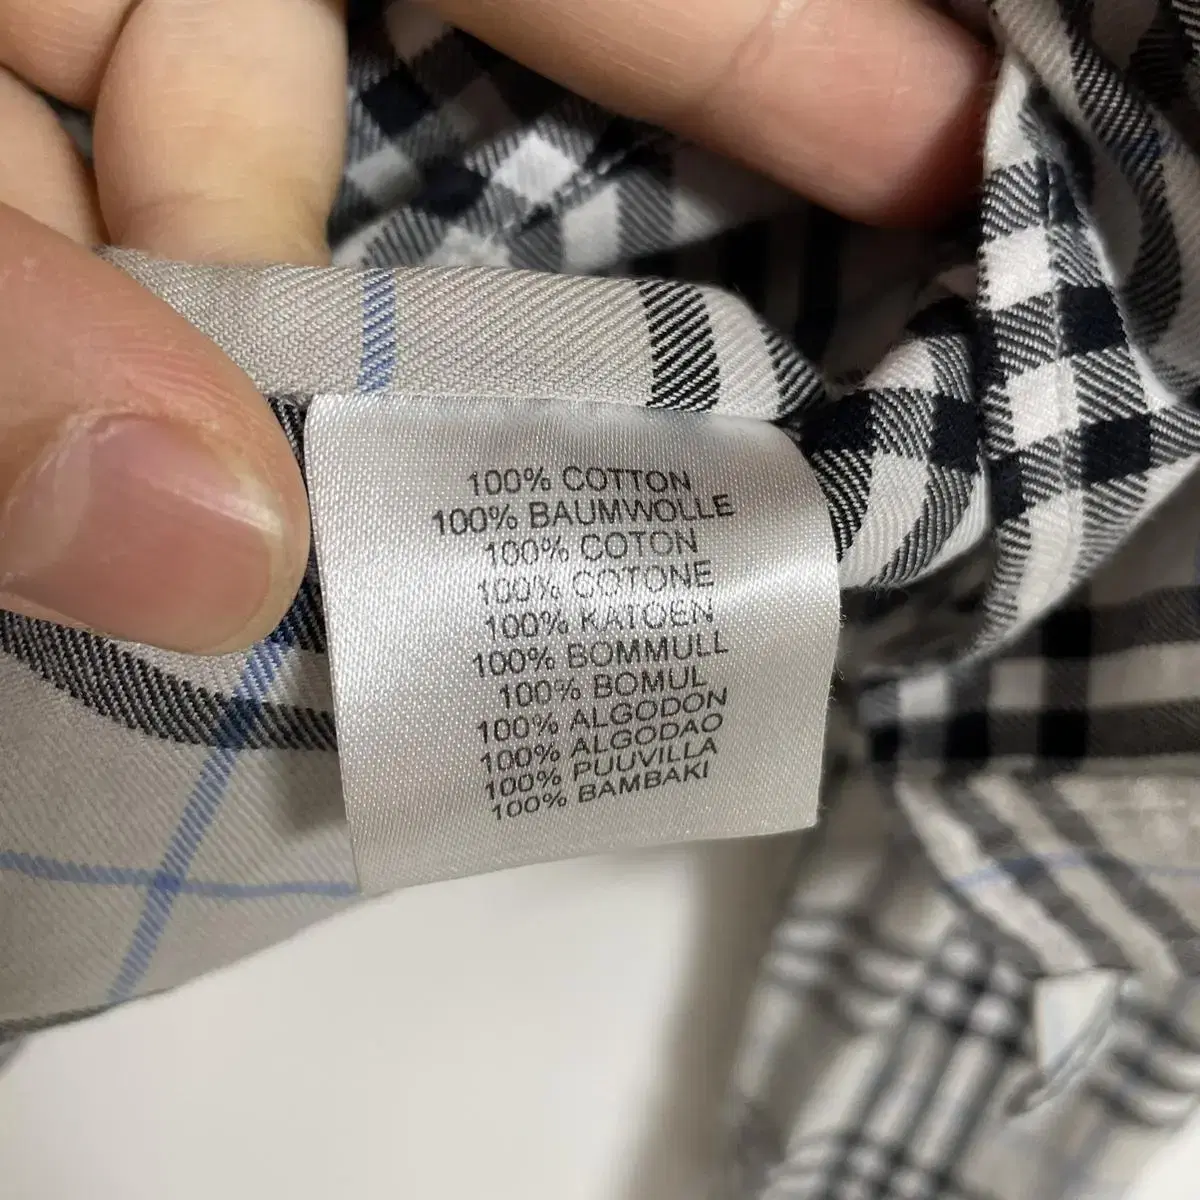 100% COTTON
100% BAUMWOLLE
100% COTON
100% COTONE
100% KATOEN
100% BOMMULL
100% BOMUL
100% ALGODON
100% ALGODAO
100% PUUVILLA
100% BAMBAKI